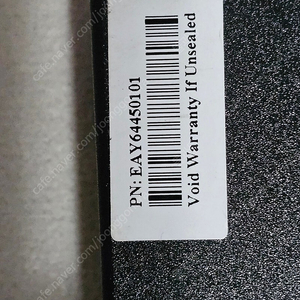 PN: EAY64450101
Void Warranty If Unsealed